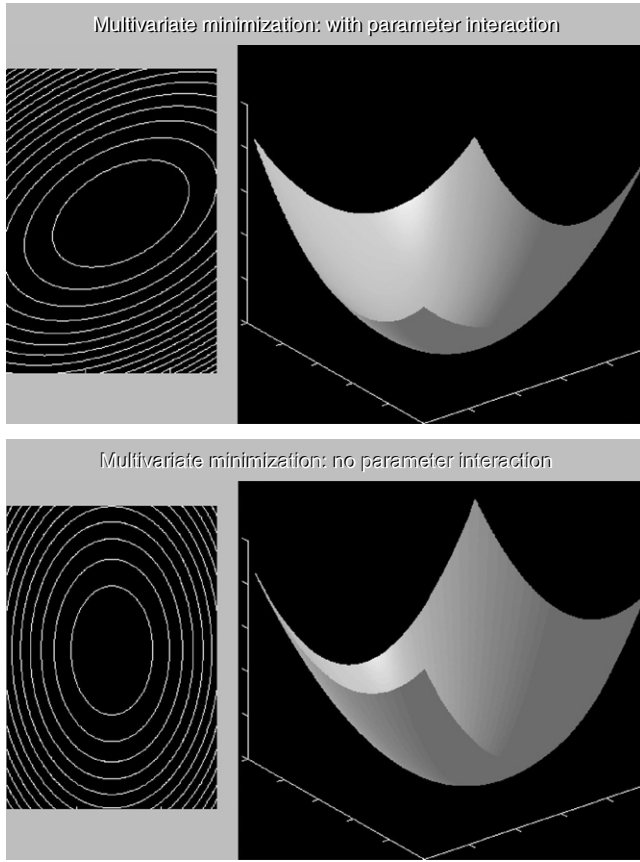 Multivariate minimization: with parameter interaction
Multivariate minimization: no parameter interaction